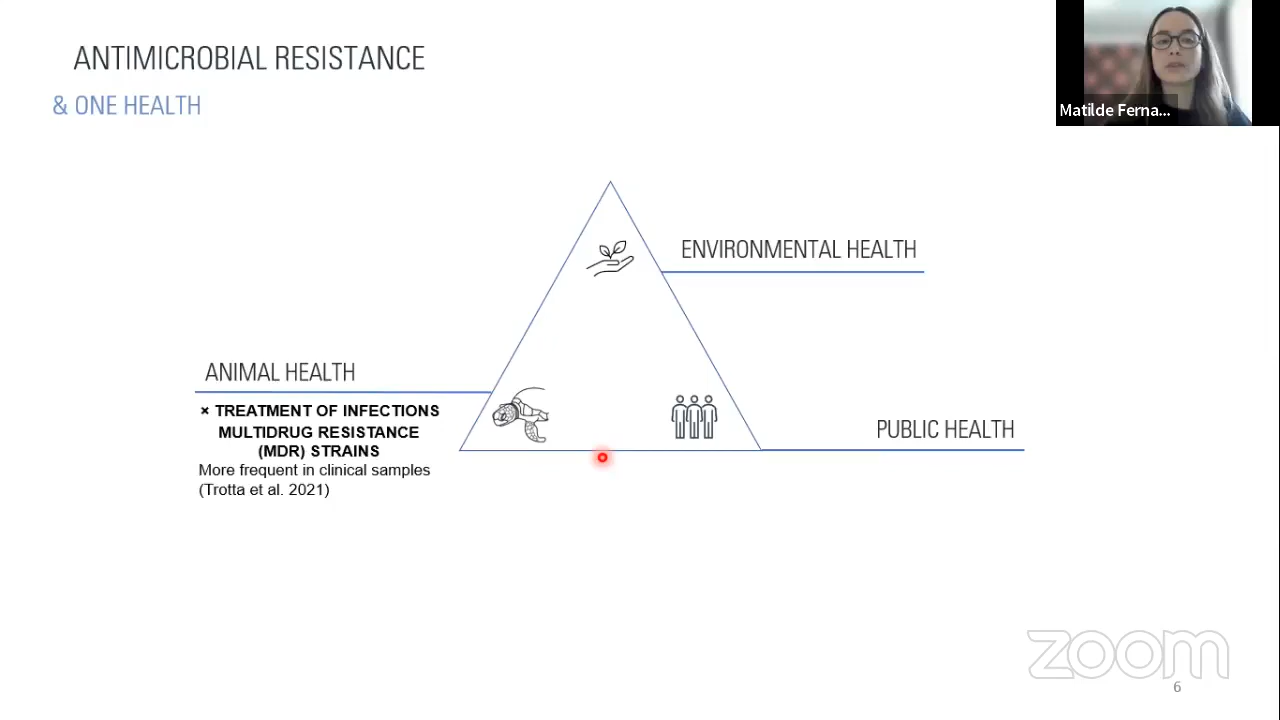 ANTIMICROBIAL RESISTANCE
& ONE HEALTH
Matilde Ferna...
ENVIRONMENTAL HEALTH
ANIMAL HEALTH
× TREATMENT OF INFECTIONS
MULTIDRUG RESISTANCE
(MDR) STRAINS
More frequent in clinical samples
(Trotta et al. 2021)
PUBLIC HEALTH
zoom
6